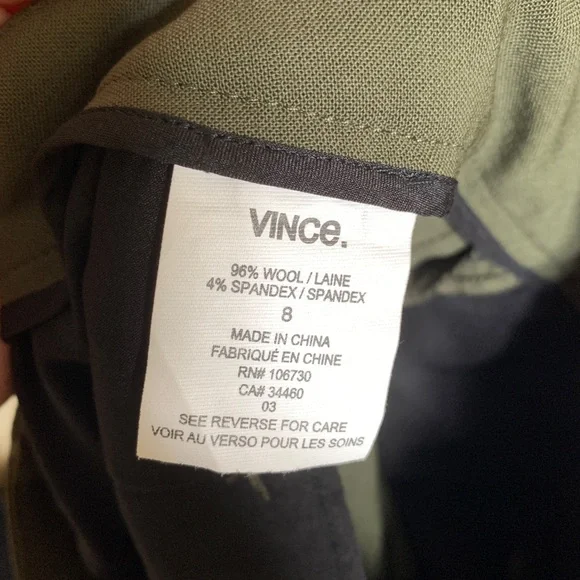 VINCe.
96% WOOL / LAINE
4% SPANDEX / SPANDEX
8
MADE IN CHINA
FABRIQUÉ EN CHINE
RN# 106730
CA# 34460
03
SEE REVERSE FOR CARE
VOIR AU VERSO POUR LES SOINS